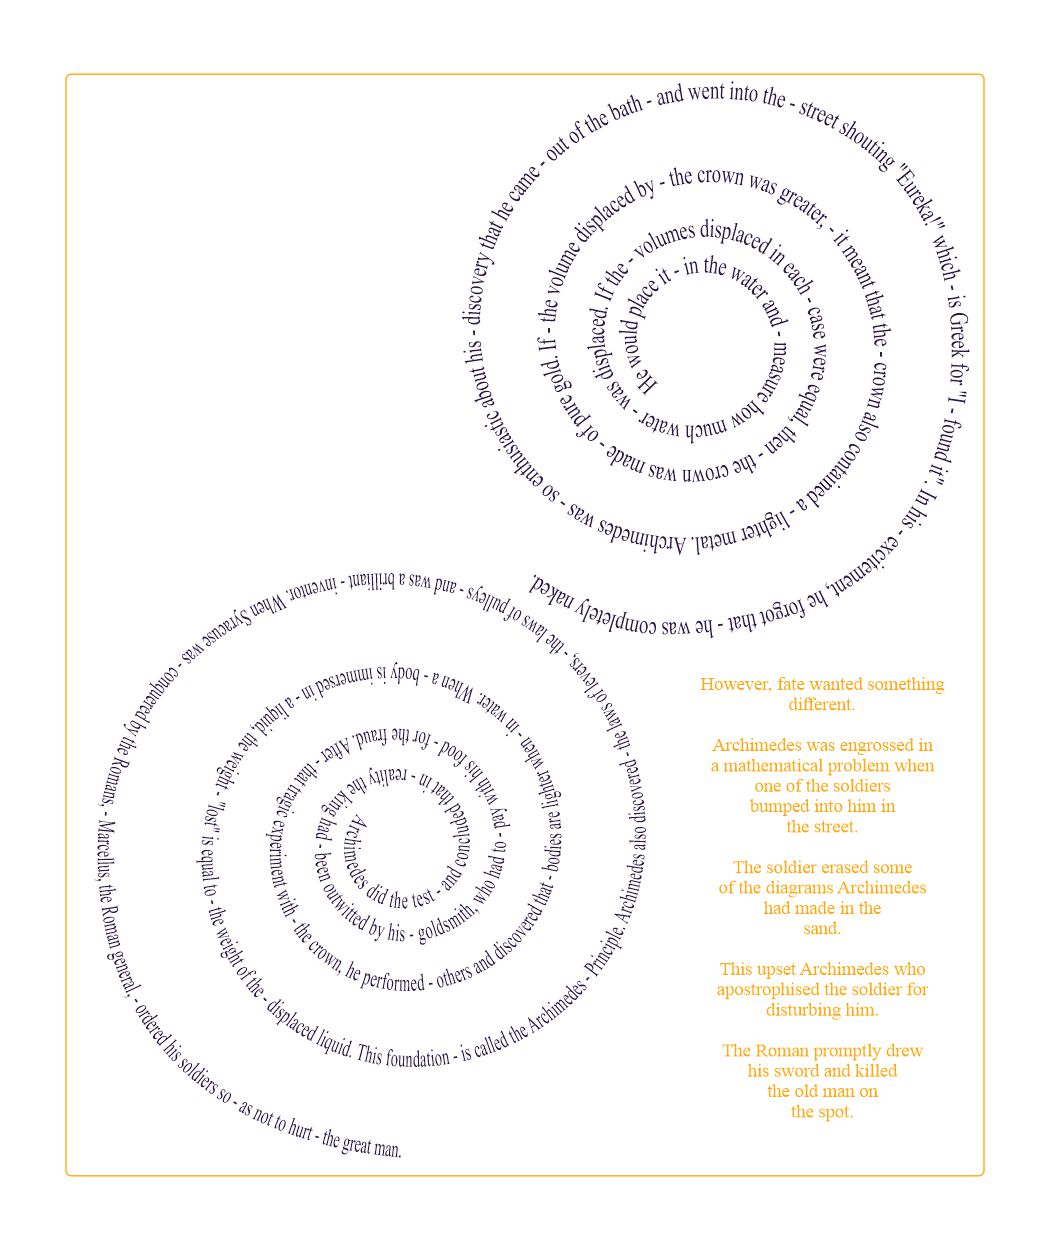 He would place it - in the water and - measure how much water - was displaced. If the - volumes displaced in each - case were equal, then - the crown was made - of pure gold. If - the volume displaced by - the crown was greater, - it meant that the - crown also contained a - lighter metal. Archimedes was - so enthusiastic about his - discovery that he came - out of the bath - and went into the - street shouting "Eureka!" which - is Greek for "I - found it". In his - excitement, he forgot that - he was completely naked.
Archimedes did the test - and concluded that in - reality the king had - been outwitted by his - goldsmith, who had to - pay with his food - for the fraud. After - that tragic experiment with - the crown, he performed - others and discovered that - bodies are lighter when - in water. When a - body is immersed in - a liquid, the weight - "lost" is equal to - the weight of the - displaced liquid. This foundation - is called the Archimedes - Principle. Archimedes also discovered - the laws of levers, - the laws of pulleys - and was a brilliant - inventor. When Syracuse was - conquered by the Romans, - Marcellus, the Roman general, - ordered his soldiers so - as not to hurt - the great man.
However, fate wanted something
different.
Archimedes was engrossed in
a mathematical problem when
one of the soldiers
bumped into him in
the street.
The soldier erased some
of the diagrams Archimedes
had made in the
sand.
This upset Archimedes who
apostrophised the soldier for
disturbing him.
The Roman promptly drew
his sword and killed
the old man on
the spot.